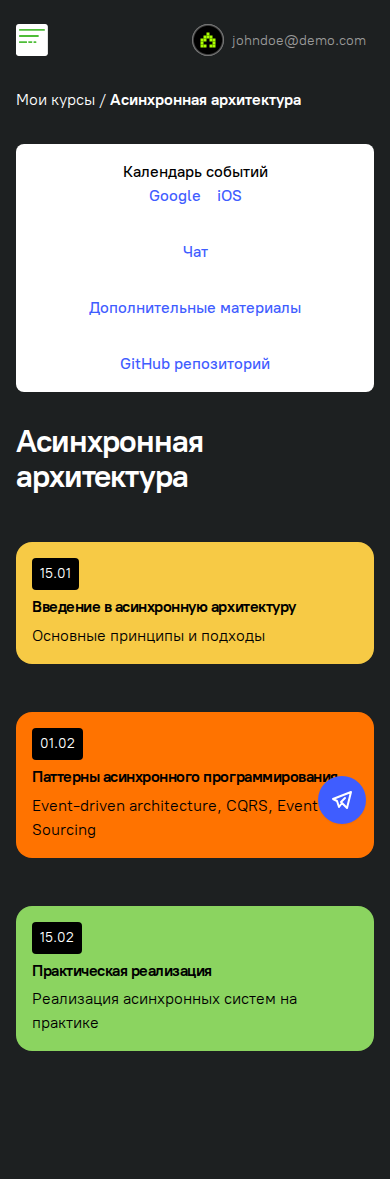 johndoe@demo.com
Мои курсы / Асинхронная архитектура
Календарь событий
Google iOS
Чат
Дополнительные материалы
GitHub репозиторий
Асинхронная
архитектура
15.01
Введение в асинхронную архитектуру
Основные принципы и подходы
01.02
Паттерны асинхронного программирования
Event-driven architecture, CQRS, Event
Sourcing
15.02
Практическая реализация
Реализация асинхронных систем на
практике